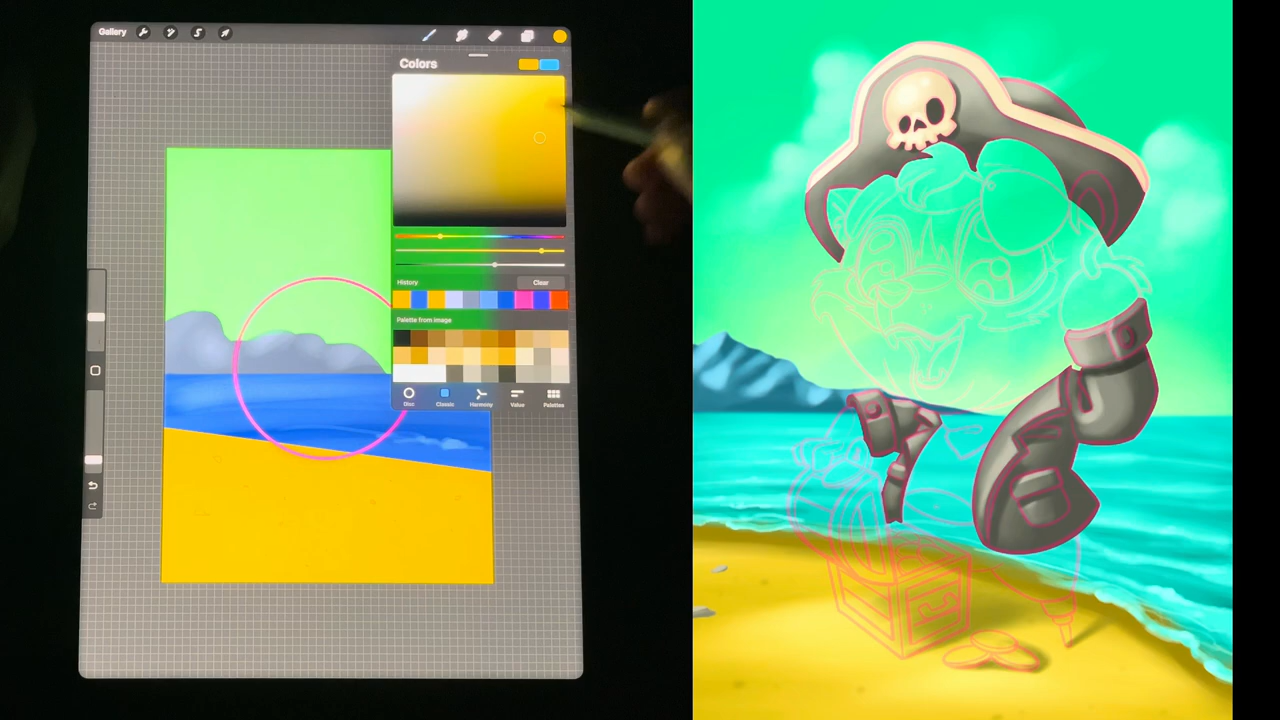 Gallery
Colors
History
Clear
Palette from image
Disc
Classic
Harmony
Value
Palettes